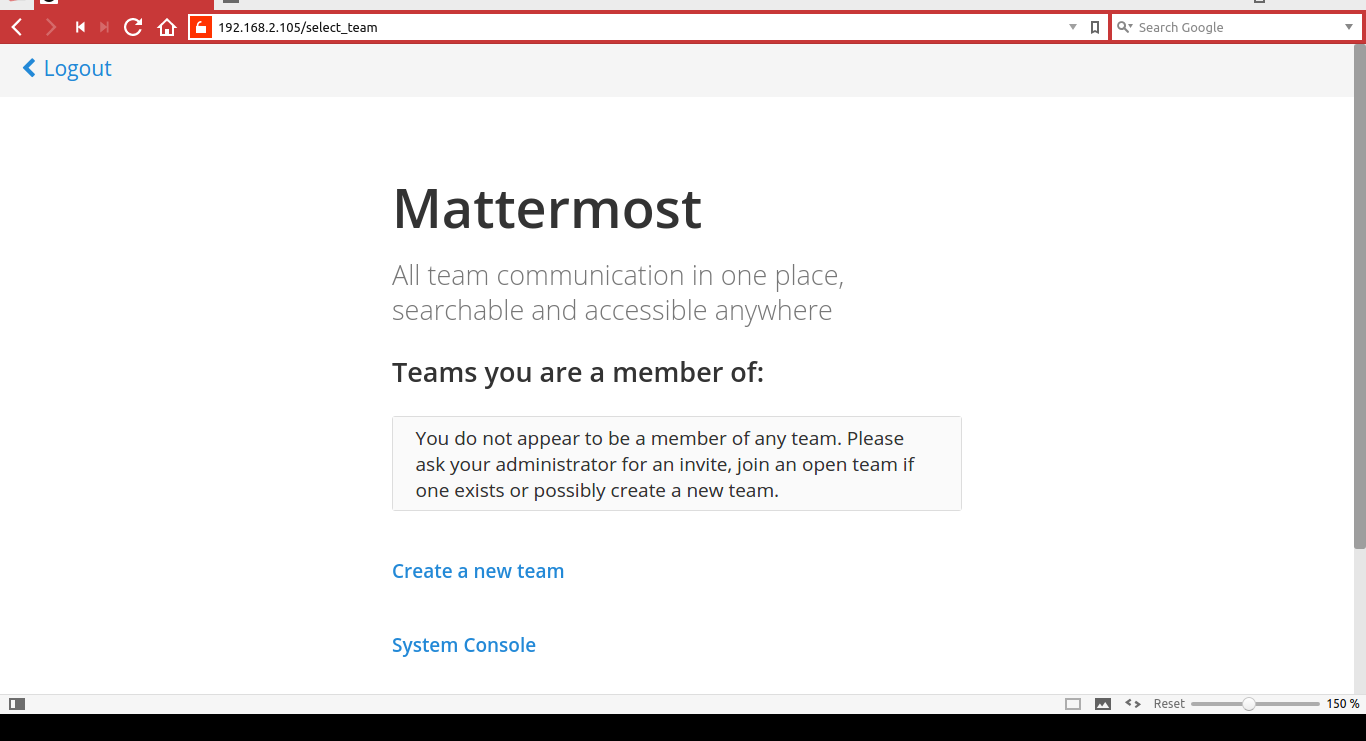 192.168.2.105/select_team
Search Google
Logout
Mattermost
All team communication in one place,
searchable and accessible anywhere
Teams you are a member of:
You do not appear to be a member of any team. Please
ask your administrator for an invite, join an open team if
one exists or possibly create a new team.
Create a new team
System Console
Reset
150 %